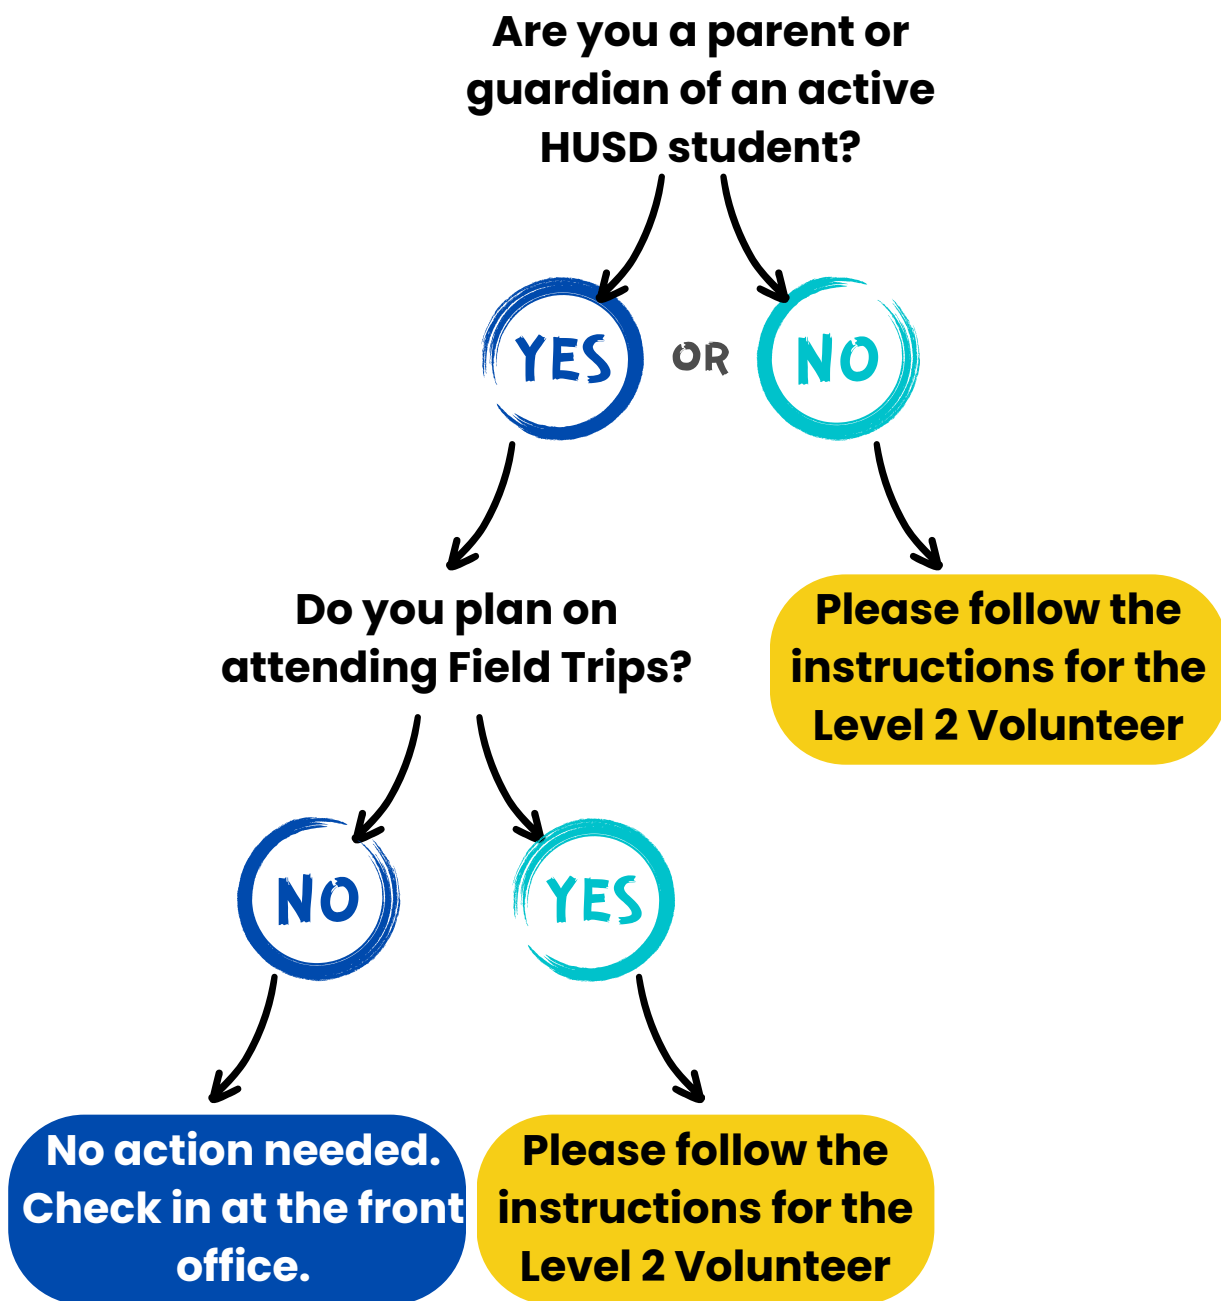 Are you a parent or
guardian of an active
HUSD student?
YES OR NO
Do you plan on
attending Field Trips?
Please follow the
instructions for the
Level 2 Volunteer
NO YES
No action needed.
Check in at the front
office.
Please follow the
instructions for the
Level 2 Volunteer